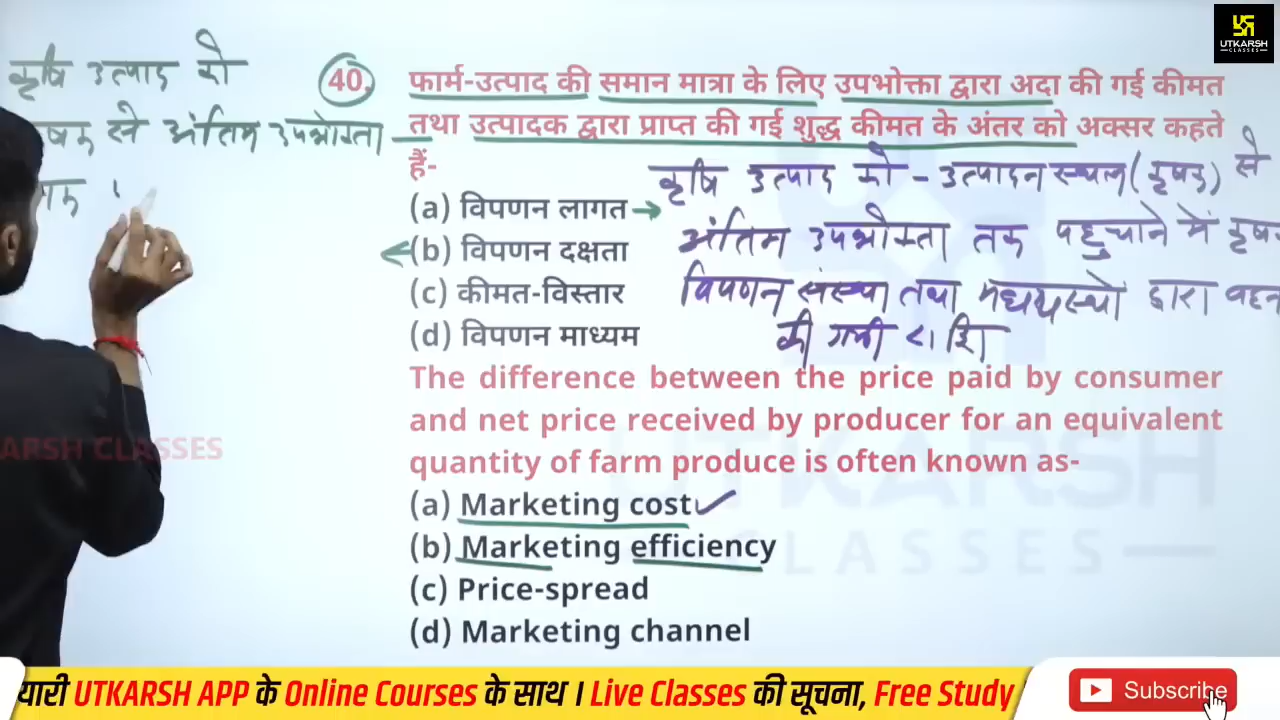 UTKARSH
CLASSES
कृषि उत्पाद को
से अंतिम उपभोक्ता
40. फार्म-उत्पाद की समान मात्रा के लिए उपभोक्ता द्वारा अदा की गई कीमत
तथा उत्पादक द्वारा प्राप्त की गई शुद्ध कीमत के अंतर को अक्सर कहते
हैं-
(a) विपणन लागत
(b) विपणन दक्षता
(c) कीमत-विस्तार
(d) विपणन माध्यम
कृषि उत्पाद को - उत्पादन स्थल (कृषक) से
अंतिम उपभोक्ता तक पहुचाने में
विपणन संस्था तथा मध्यस्थो द्वारा
की गयी राशि
The difference between the price paid by consumer
and net price received by producer for an equivalent
quantity of farm produce is often known as-
(a) Marketing cost
(b) Marketing efficiency
(c) Price-spread
(d) Marketing channel
ARSH CLASSES
UTKARSH
CLASSES
यारी UTKARSH APP के Online Courses के साथ । Live Classes की सूचना, Free Study
Subscribe